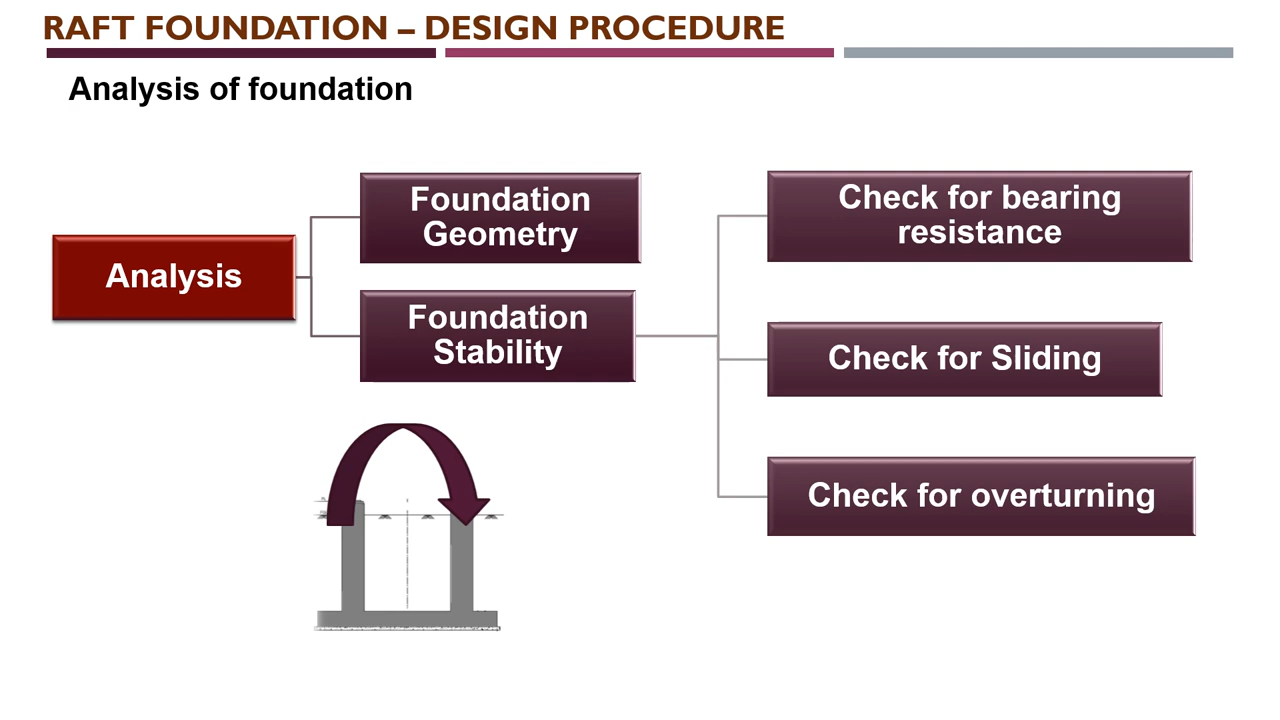 RAFT FOUNDATION – DESIGN PROCEDURE
Analysis of foundation
Analysis
Foundation
Geometry
Foundation
Stability
Check for bearing
resistance
Check for Sliding
Check for overturning